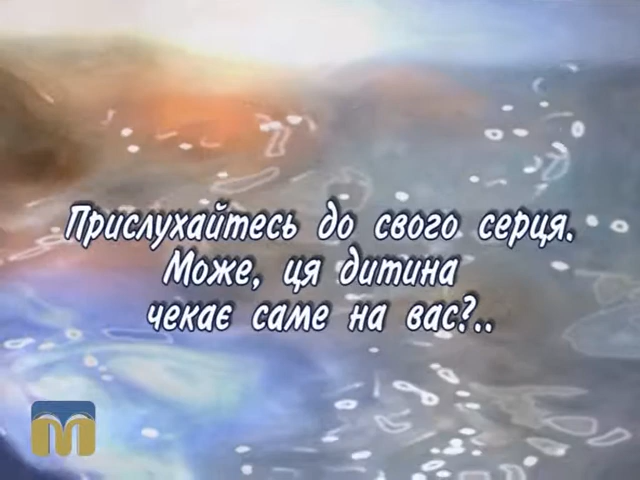 Прислухайтесь до свого серця.
Може, ця дитина
чекає саме на вас?..